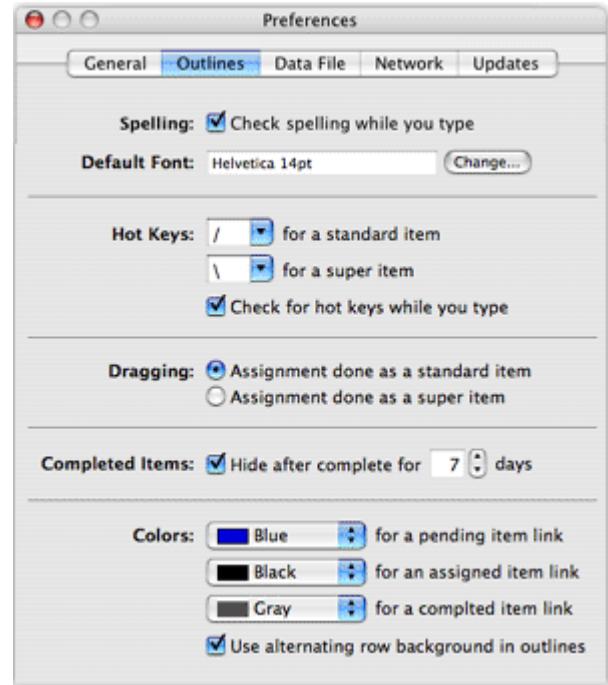 Preferences
General Outlines Data File Network Updates
Spelling: Check spelling while you type
Default Font: Helvetica 14pt Change...
Hot Keys: / for a standard item
\ for a super item
Check for hot keys while you type
Dragging: Assignment done as a standard item
Assignment done as a super item
Completed Items: Hide after complete for 7 days
Colors: Blue for a pending item link
Black for an assigned item link
Gray for a complted item link
Use alternating row background in outlines